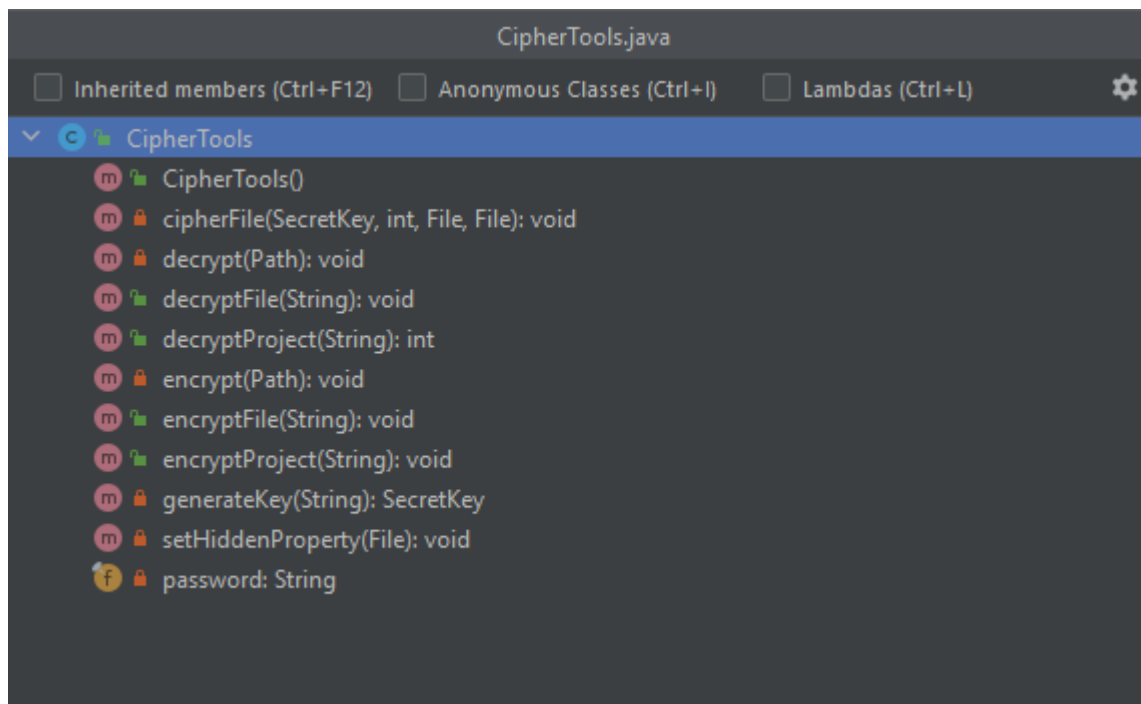 CipherTools.java
Inherited members (Ctrl+F12) Anonymous Classes (Ctrl+I) Lambdas (Ctrl+L)
C CipherTools
m CipherTools()
m cipherFile(SecretKey, int, File, File): void
m decrypt(Path): void
m decryptFile(String): void
m decryptProject(String): int
m encrypt(Path): void
m encryptFile(String): void
m encryptProject(String): void
m generateKey(String): SecretKey
m setHiddenProperty(File): void
f password: String